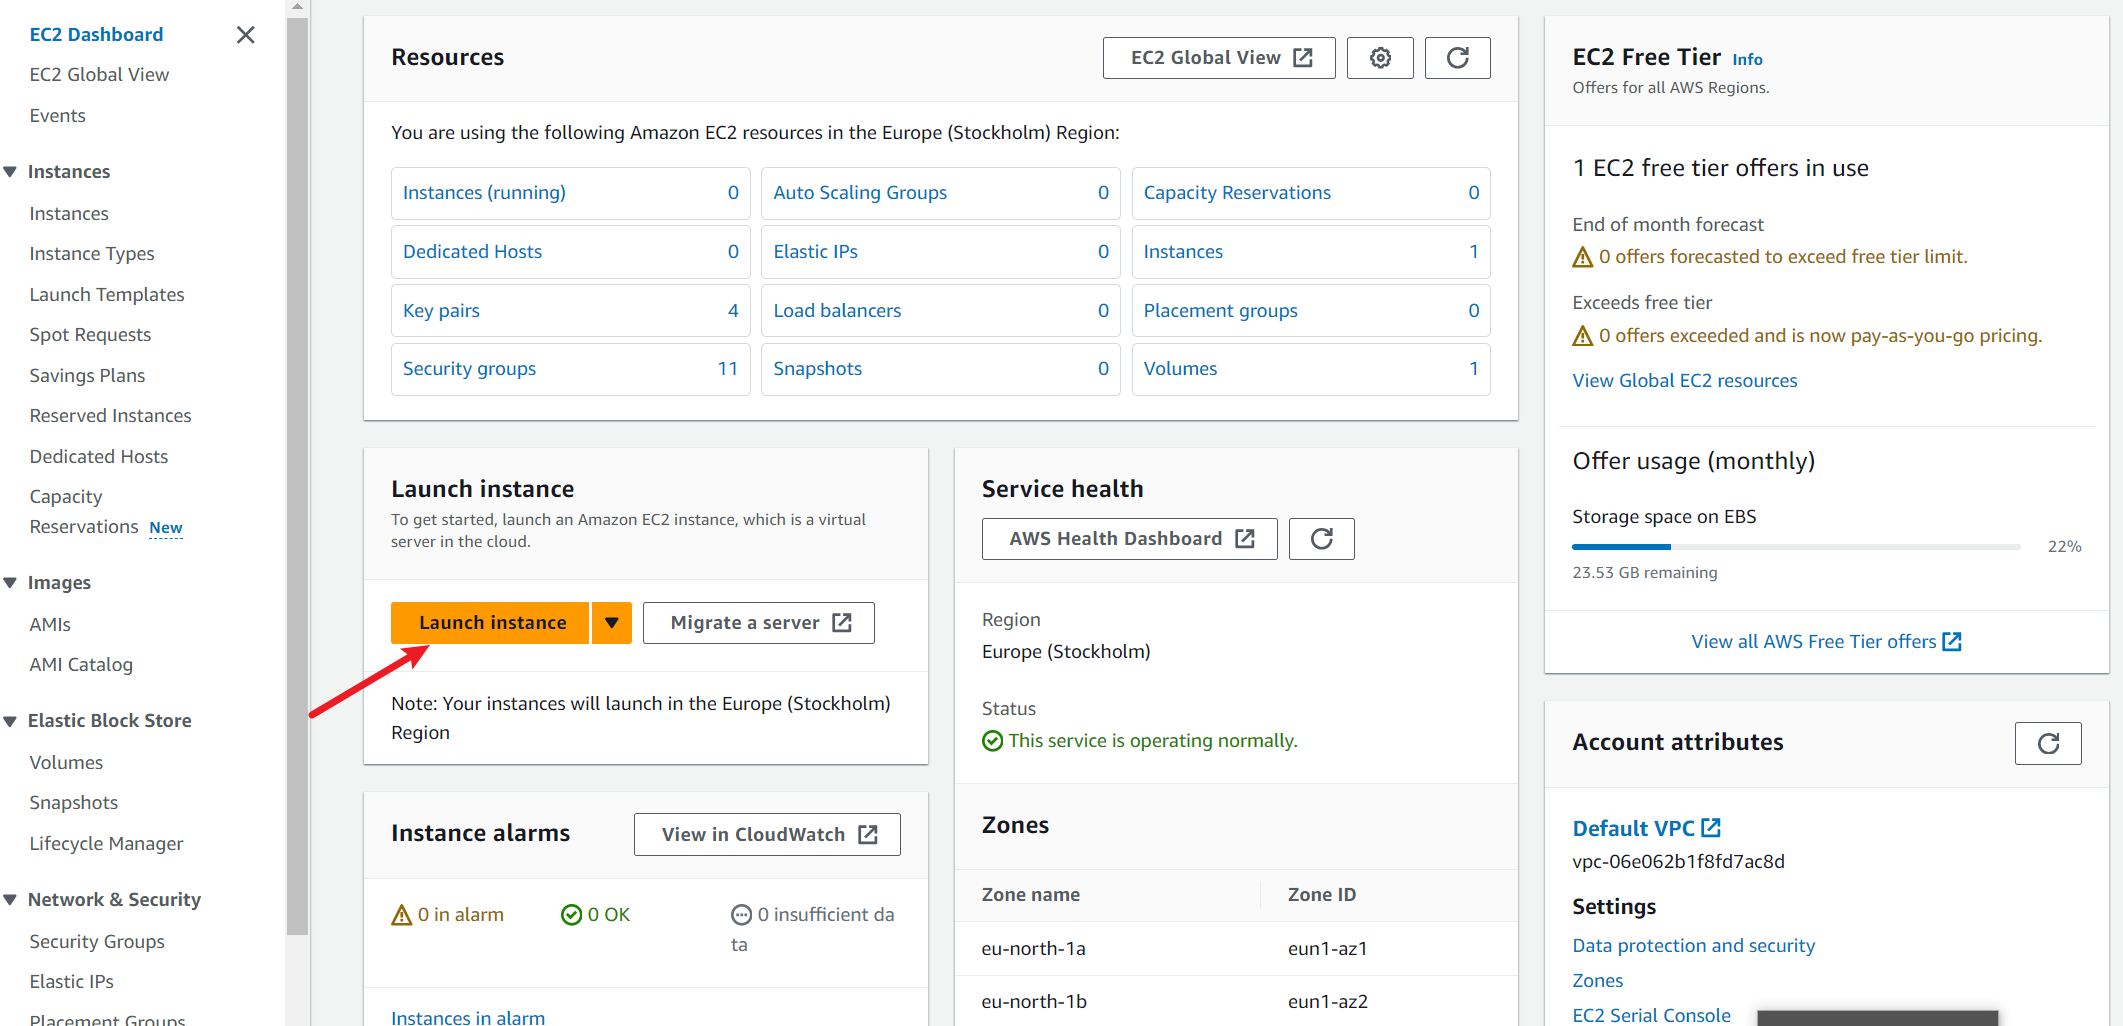 EC2 Dashboard
EC2 Global View
Events
Instances
Instances
Instance Types
Launch Templates
Spot Requests
Savings Plans
Reserved Instances
Dedicated Hosts
Capacity
Reservations New
Images
AMIs
AMI Catalog
Elastic Block Store
Volumes
Snapshots
Lifecycle Manager
Network & Security
Security Groups
Elastic IPs
Placement Groups
Resources
EC2 Global View
You are using the following Amazon EC2 resources in the Europe (Stockholm) Region:
Instances (running) 0
Auto Scaling Groups 0
Capacity Reservations 0
Dedicated Hosts 0
Elastic IPs 0
Instances 1
Key pairs 4
Load balancers 0
Placement groups 0
Security groups 11
Snapshots 0
Volumes 1
Launch instance
To get started, launch an Amazon EC2 instance, which is a virtual
server in the cloud.
Launch instance
Migrate a server
Note: Your instances will launch in the Europe (Stockholm)
Region
Instance alarms
View in CloudWatch
0 in alarm
0 OK
0 insufficient da
ta
Instances in alarm
Service health
AWS Health Dashboard
Region
Europe (Stockholm)
Status
This service is operating normally.
Zones
Zone name Zone ID
eu-north-1a eun1-az1
eu-north-1b eun1-az2
EC2 Free Tier Info
Offers for all AWS Regions.
1 EC2 free tier offers in use
End of month forecast
0 offers forecasted to exceed free tier limit.
Exceeds free tier
0 offers exceeded and is now pay-as-you-go pricing.
View Global EC2 resources
Offer usage (monthly)
Storage space on EBS
22%
23.53 GB remaining
View all AWS Free Tier offers
Account attributes
Default VPC
vpc-06e062b1f8fd7ac8d
Settings
Data protection and security
Zones
EC2 Serial Console